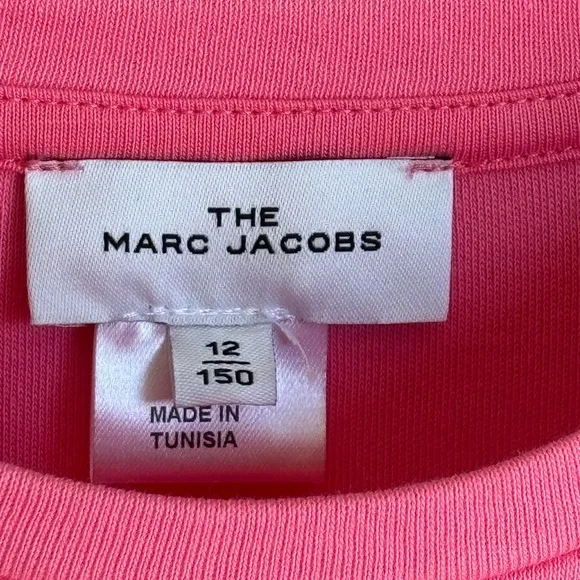 THE
MARC JACOBS
12
150
MADE IN
TUNISIA